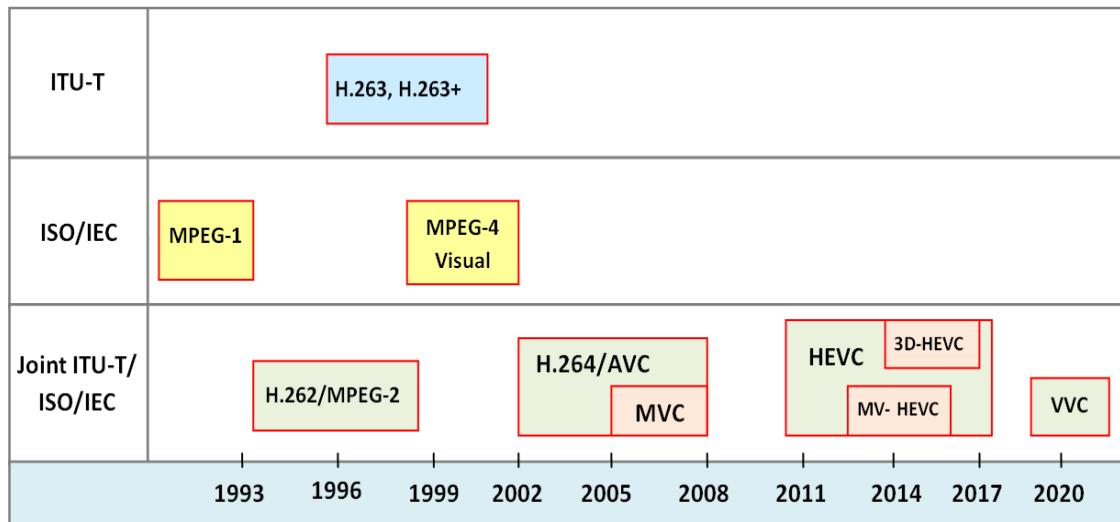 ITU-T
H.263, H.263+
ISO/IEC
MPEG-1
MPEG-4
Visual
Joint ITU-T/
ISO/IEC
H.262/MPEG-2
H.264/AVC
MVC
HEVC
3D-HEVC
MV- HEVC
VVC
1993 1996 1999 2002 2005 2008 2011 2014 2017 2020